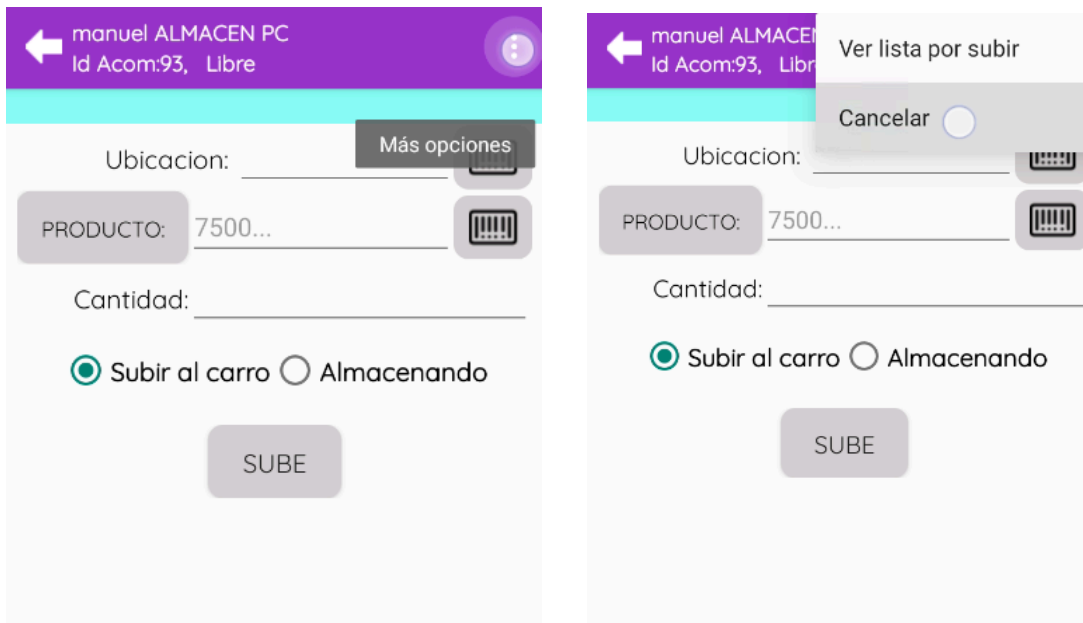 manuel ALMACEN PC
Id Acom:93, Libre
Más opciones
Ubicacion:
PRODUCTO: 7500...
Cantidad:
Subir al carro Almacenando
SUBE
manuel ALMACEN
Id Acom:93, Libr
Ver lista por subir
Cancelar
Ubicacion:
PRODUCTO: 7500...
Cantidad:
Subir al carro Almacenando
SUBE